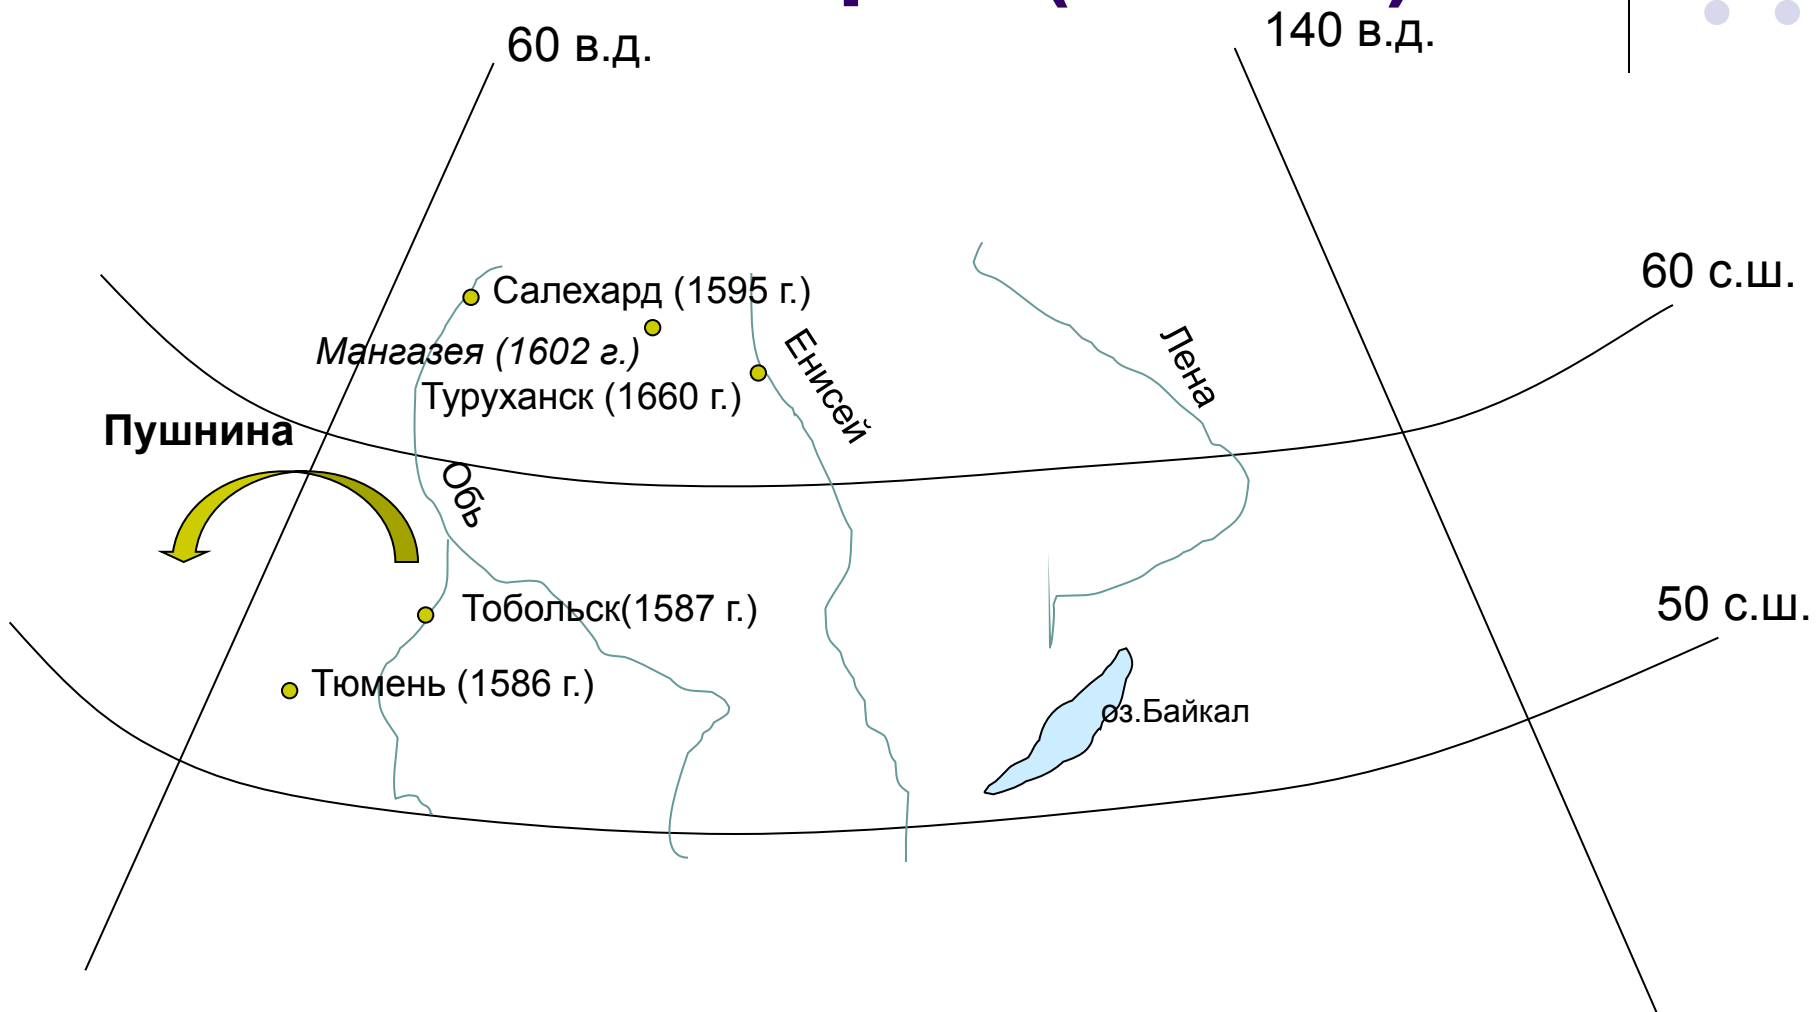 60 в.д.
140 в.д.
60 с.ш.
Салехард (1595 г.)
Мангазея (1602 г.)
Туруханск (1660 г.)
Енисей
Лена
Пушнина
Обь
50 с.ш.
Тобольск(1587 г.)
Тюмень (1586 г.)
оз.Байкал